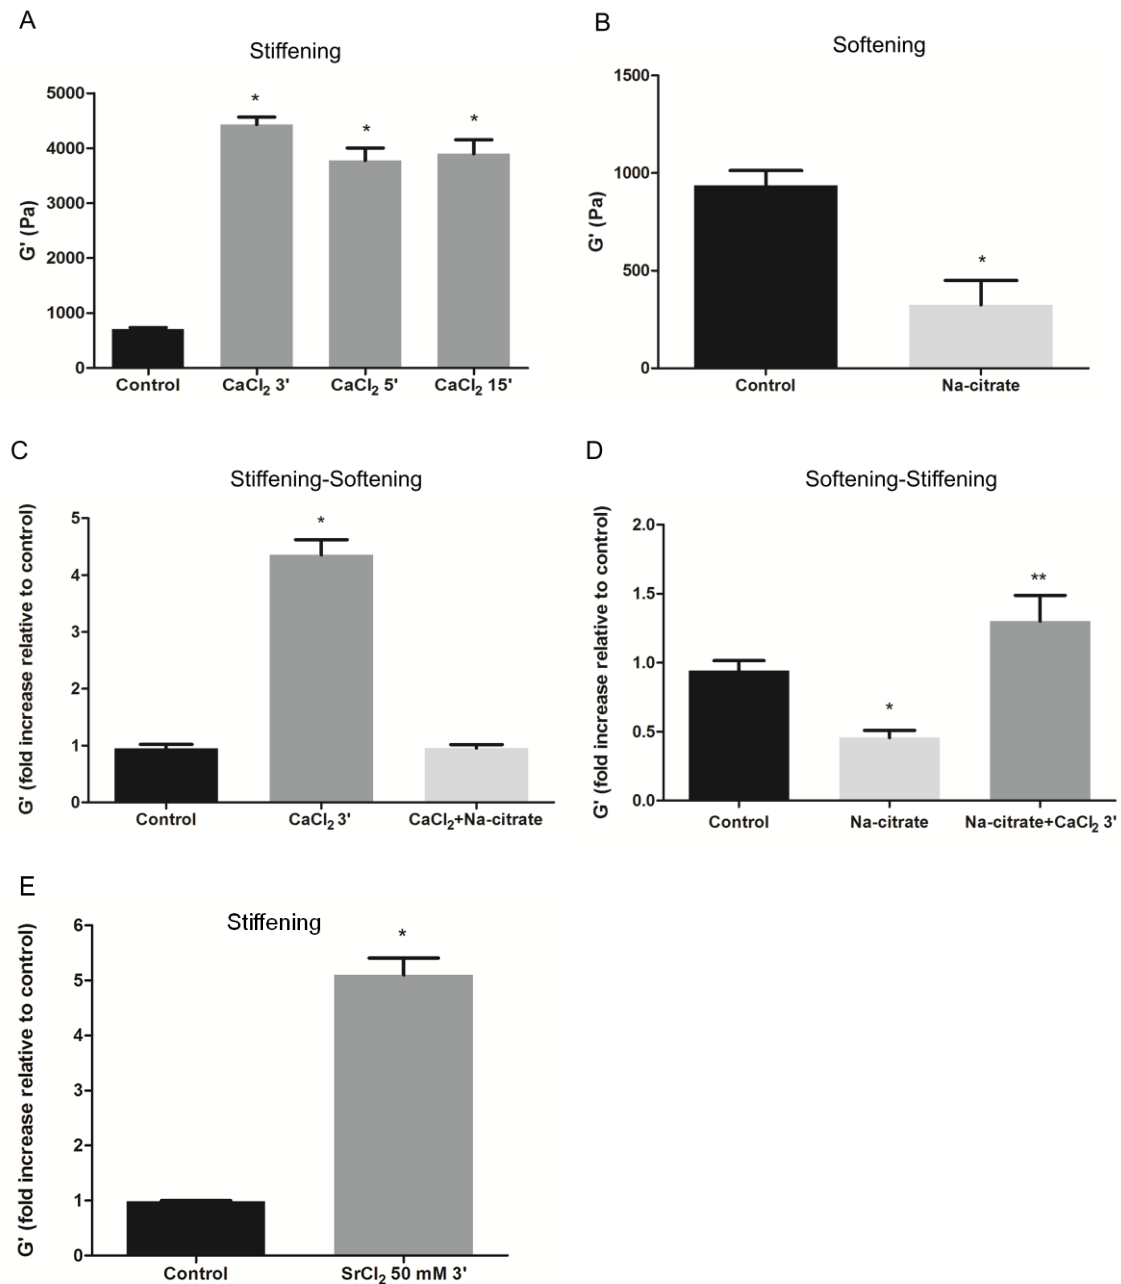 A
Stiffening
G' (Pa)
5000
4000
3000
2000
1000
0
*
*
*
Control
CaCl₂ 3'
CaCl₂ 5'
CaCl₂ 15'
B
Softening
G' (Pa)
1500
1000
500
0
*
Control
Na-citrate
C
Stiffening-Softening
G' (fold increase relative to control)
5
4
3
2
1
0
*
Control
CaCl₂ 3'
CaCl₂+Na-citrate
D
Softening-Stiffening
G' (fold increase relative to control)
2.0
1.5
1.0
0.5
0.0
*
**
Control
Na-citrate
Na-citrate+CaCl₂ 3'
E
Stiffening
G' (fold increase relative to control)
6
5
4
3
2
1
0
*
Control
SrCl₂ 50 mM 3'